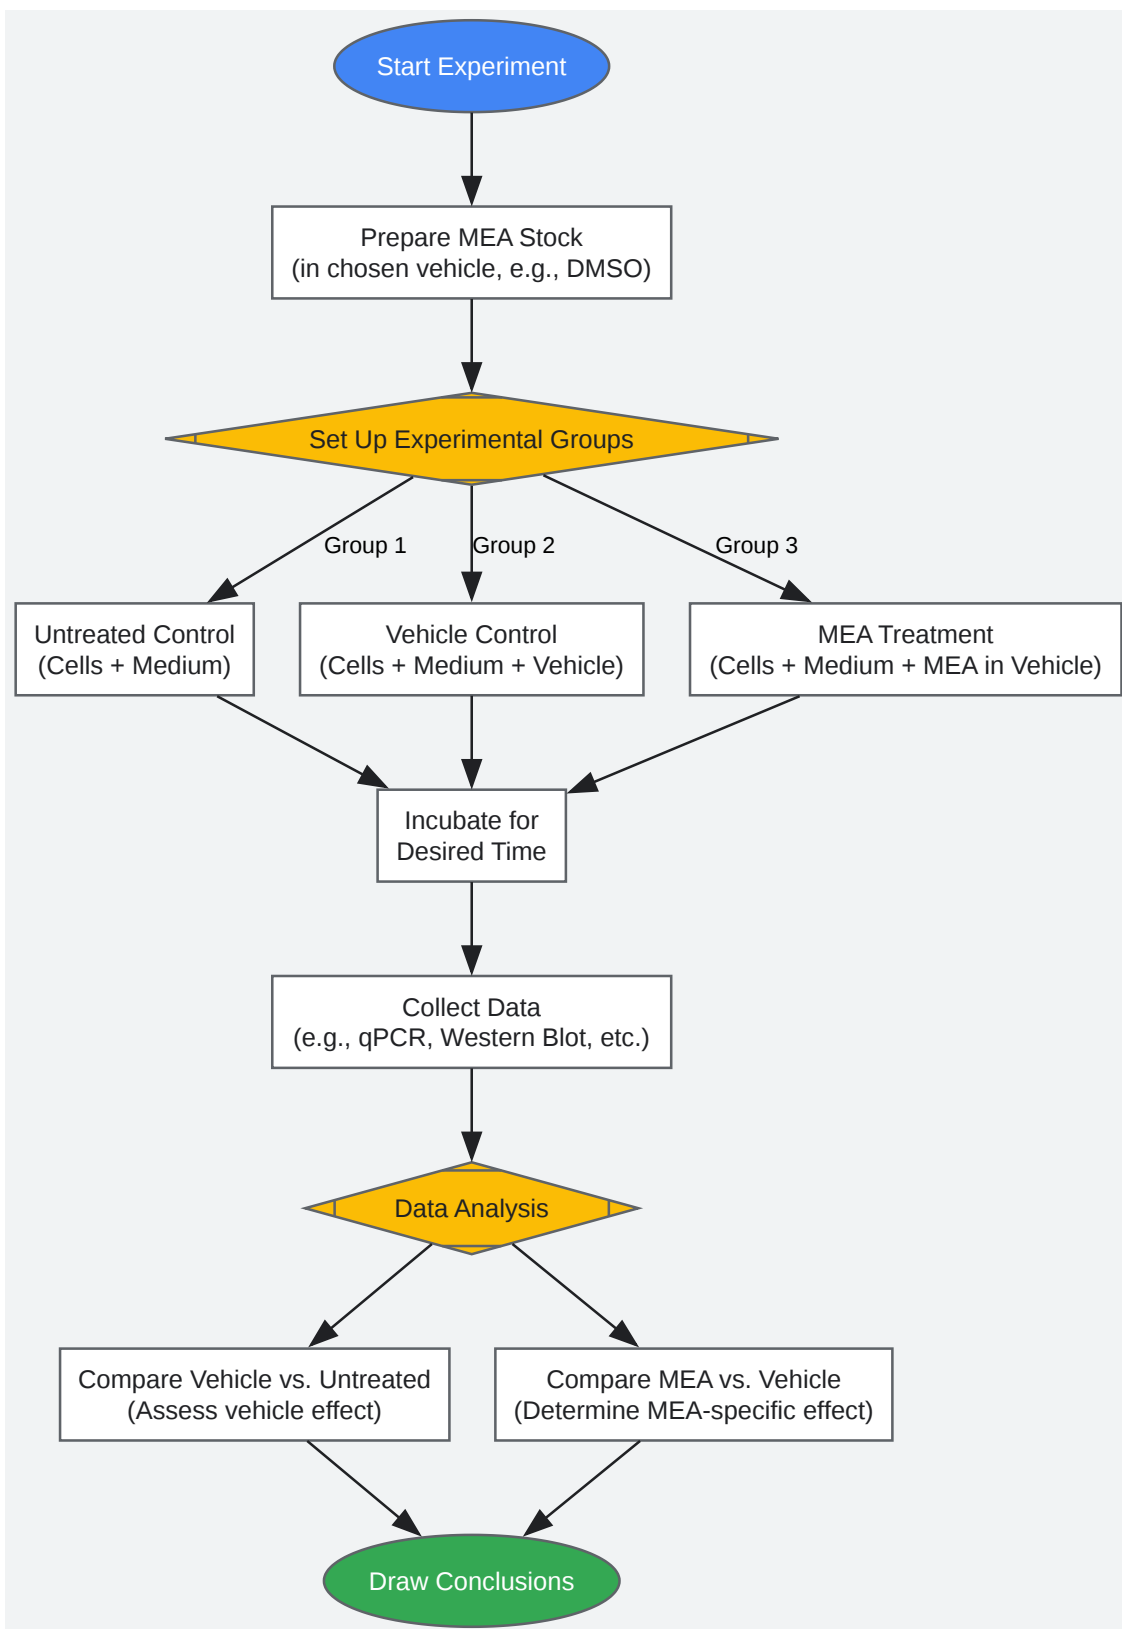 Start Experiment
Prepare MEA Stock
(in chosen vehicle, e.g., DMSO)
Set Up Experimental Groups
Group 1
Group 2
Group 3
Untreated Control
(Cells + Medium)
Vehicle Control
(Cells + Medium + Vehicle)
MEA Treatment
(Cells + Medium + MEA in Vehicle)
Incubate for
Desired Time
Collect Data
(e.g., qPCR, Western Blot, etc.)
Data Analysis
Compare Vehicle vs. Untreated
(Assess vehicle effect)
Compare MEA vs. Vehicle
(Determine MEA-specific effect)
Draw Conclusions